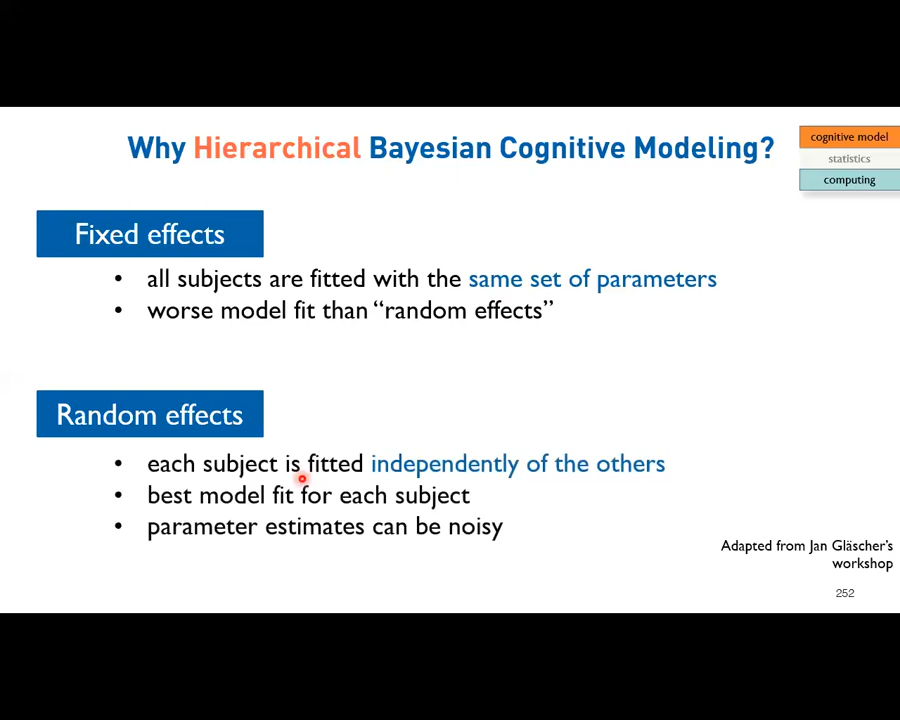 Why Hierarchical Bayesian Cognitive Modeling?
cognitive model
statistics
computing
Fixed effects
• all subjects are fitted with the same set of parameters
• worse model fit than “random effects”
Random effects
• each subject is fitted independently of the others
• best model fit for each subject
• parameter estimates can be noisy
Adapted from Jan Gläscher’s
workshop
252